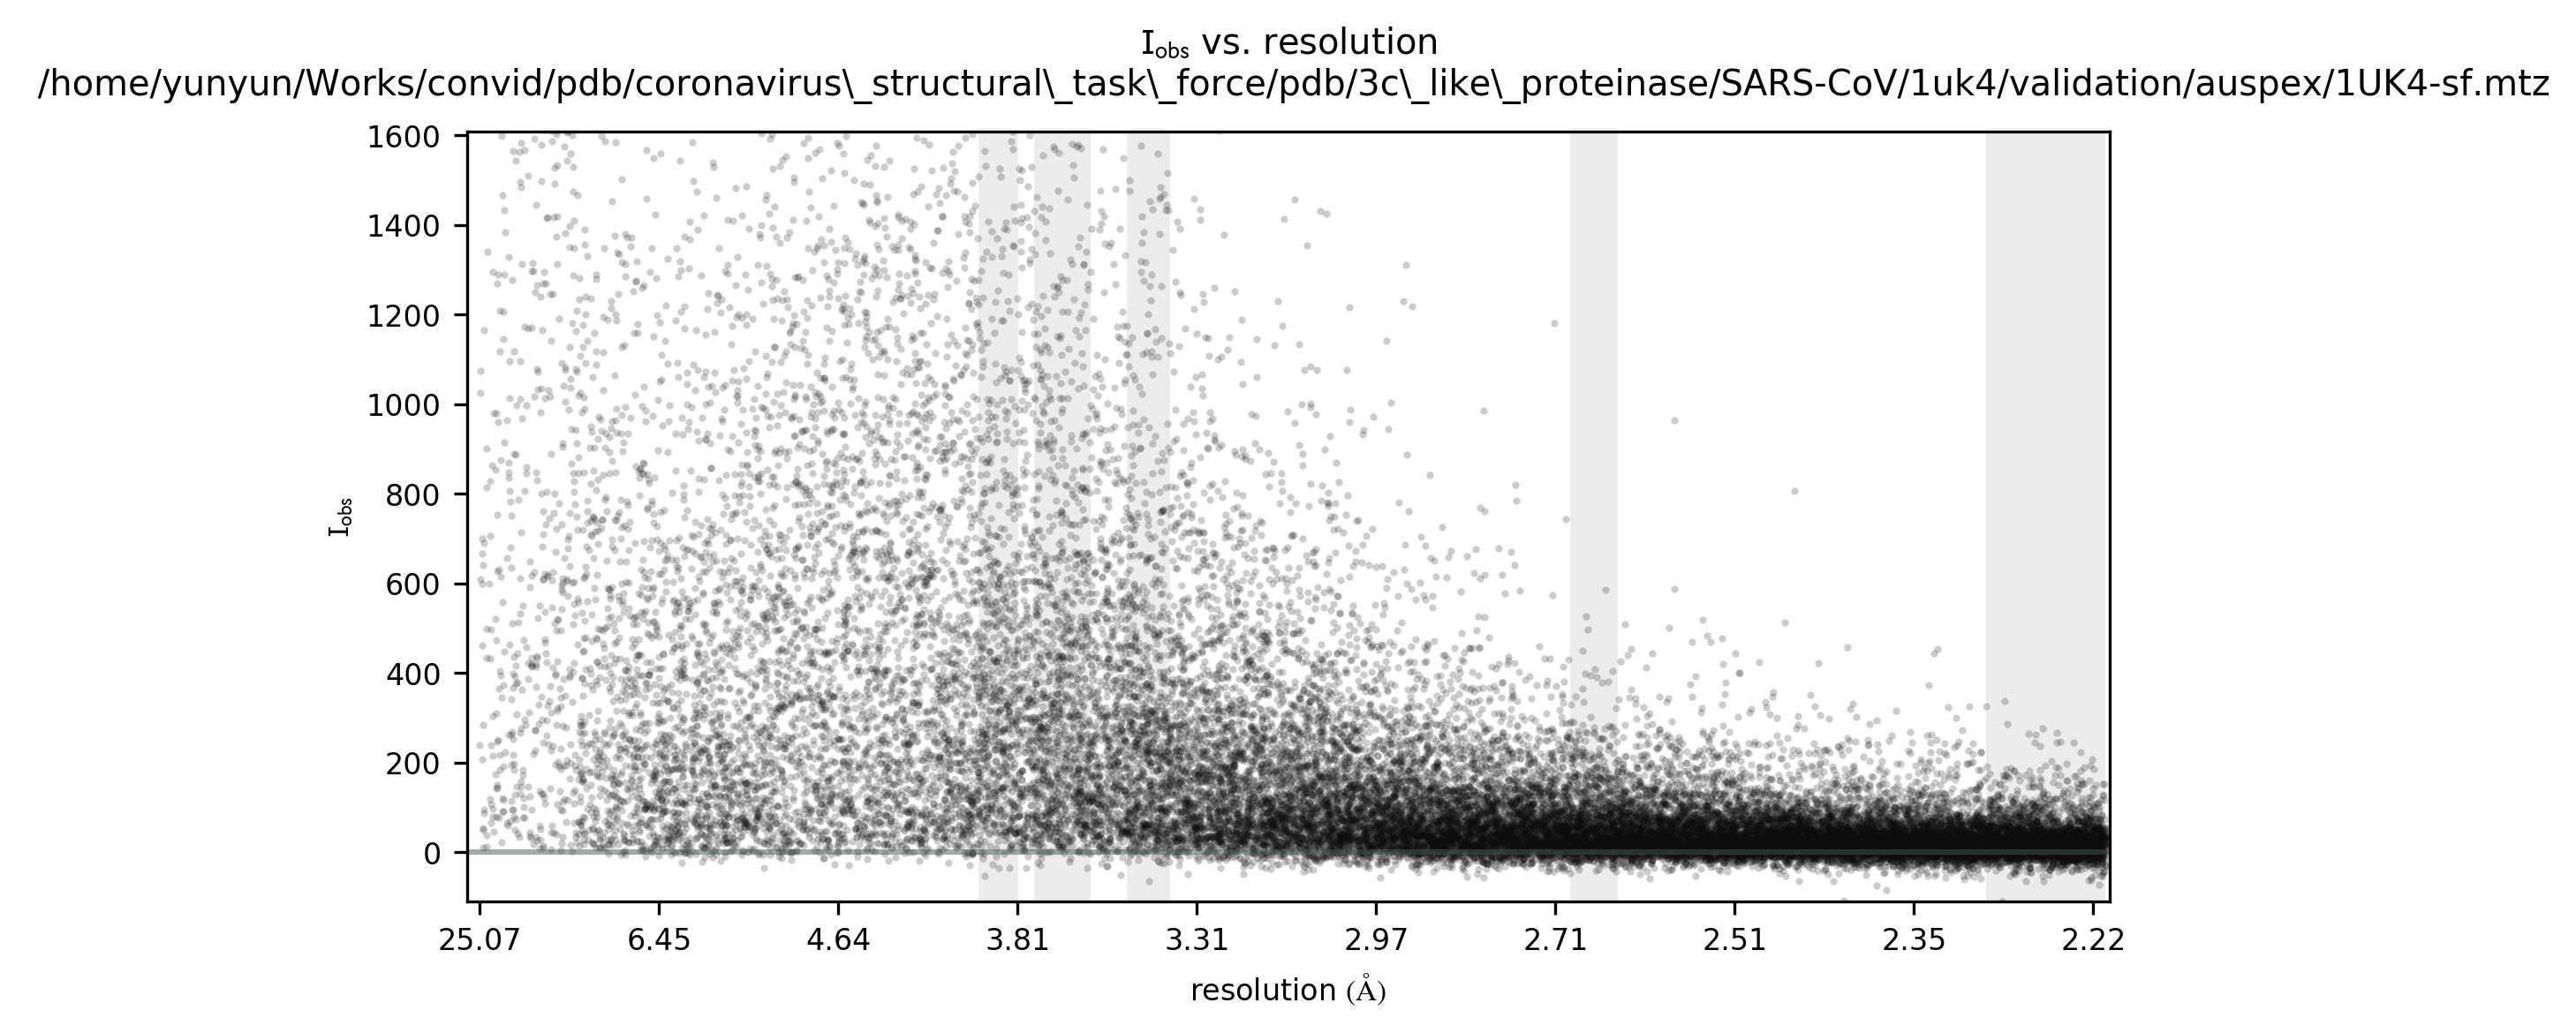 I_obs vs. resolution
/home/yunyun/Works/convid/pdb/coronavirus\_structural\_task\_force/pdb/3c\_like\_proteinase/SARS-CoV/1uk4/validation/auspex/1UK4-sf.mtz
1600
1400
1200
1000
800
600
400
200
0
I_obs
25.07 6.45 4.64 3.81 3.31 2.97 2.71 2.51 2.35 2.22
resolution (Å)